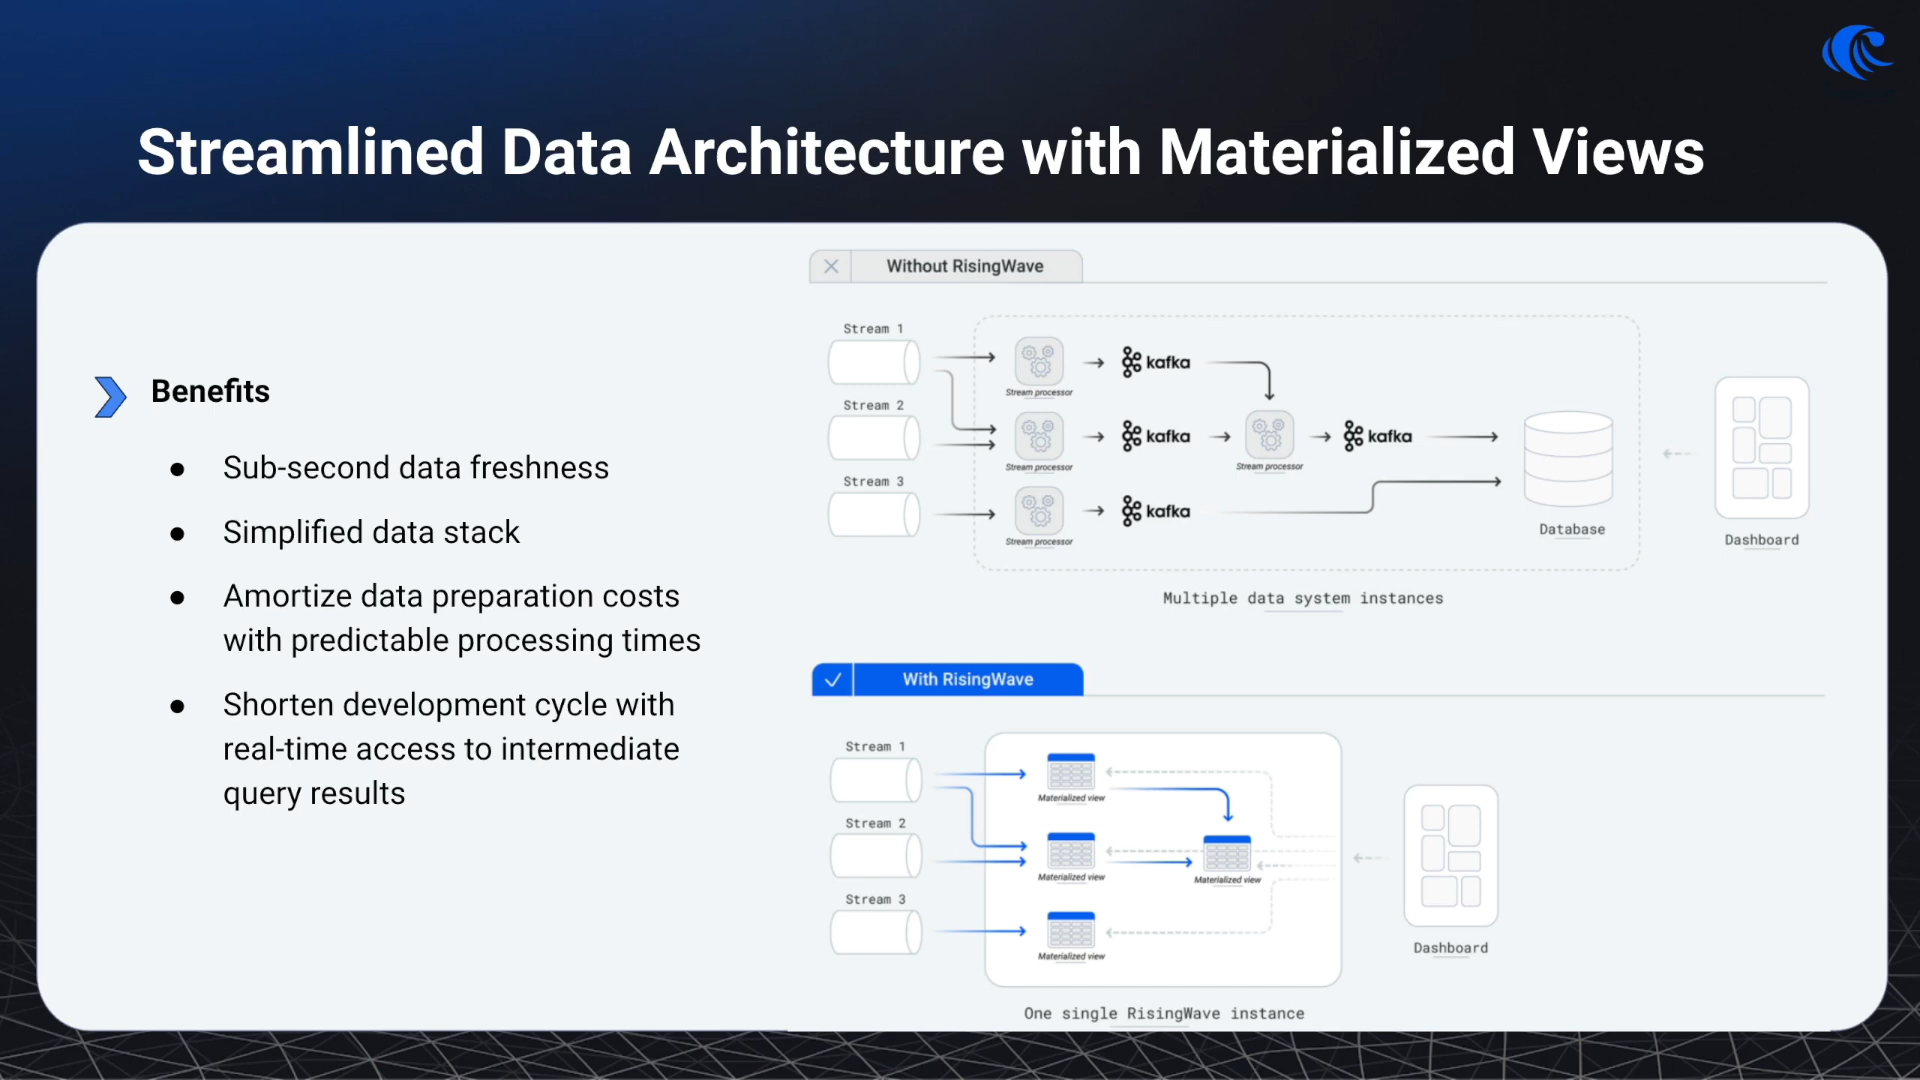 Streamlined Data Architecture with Materialized Views
Benefits
● Sub-second data freshness
● Simplified data stack
● Amortize data preparation costs
with predictable processing times
● Shorten development cycle with
real-time access to intermediate
query results
Without RisingWave
Stream 1
Stream 2
Stream 3
Stream processor
kafka
Stream processor
kafka
Stream processor
kafka
Stream processor
kafka
Database
Dashboard
Multiple data system instances
With RisingWave
Stream 1
Stream 2
Stream 3
Materialized view
Materialized view
Materialized view
Materialized view
Dashboard
One single RisingWave instance